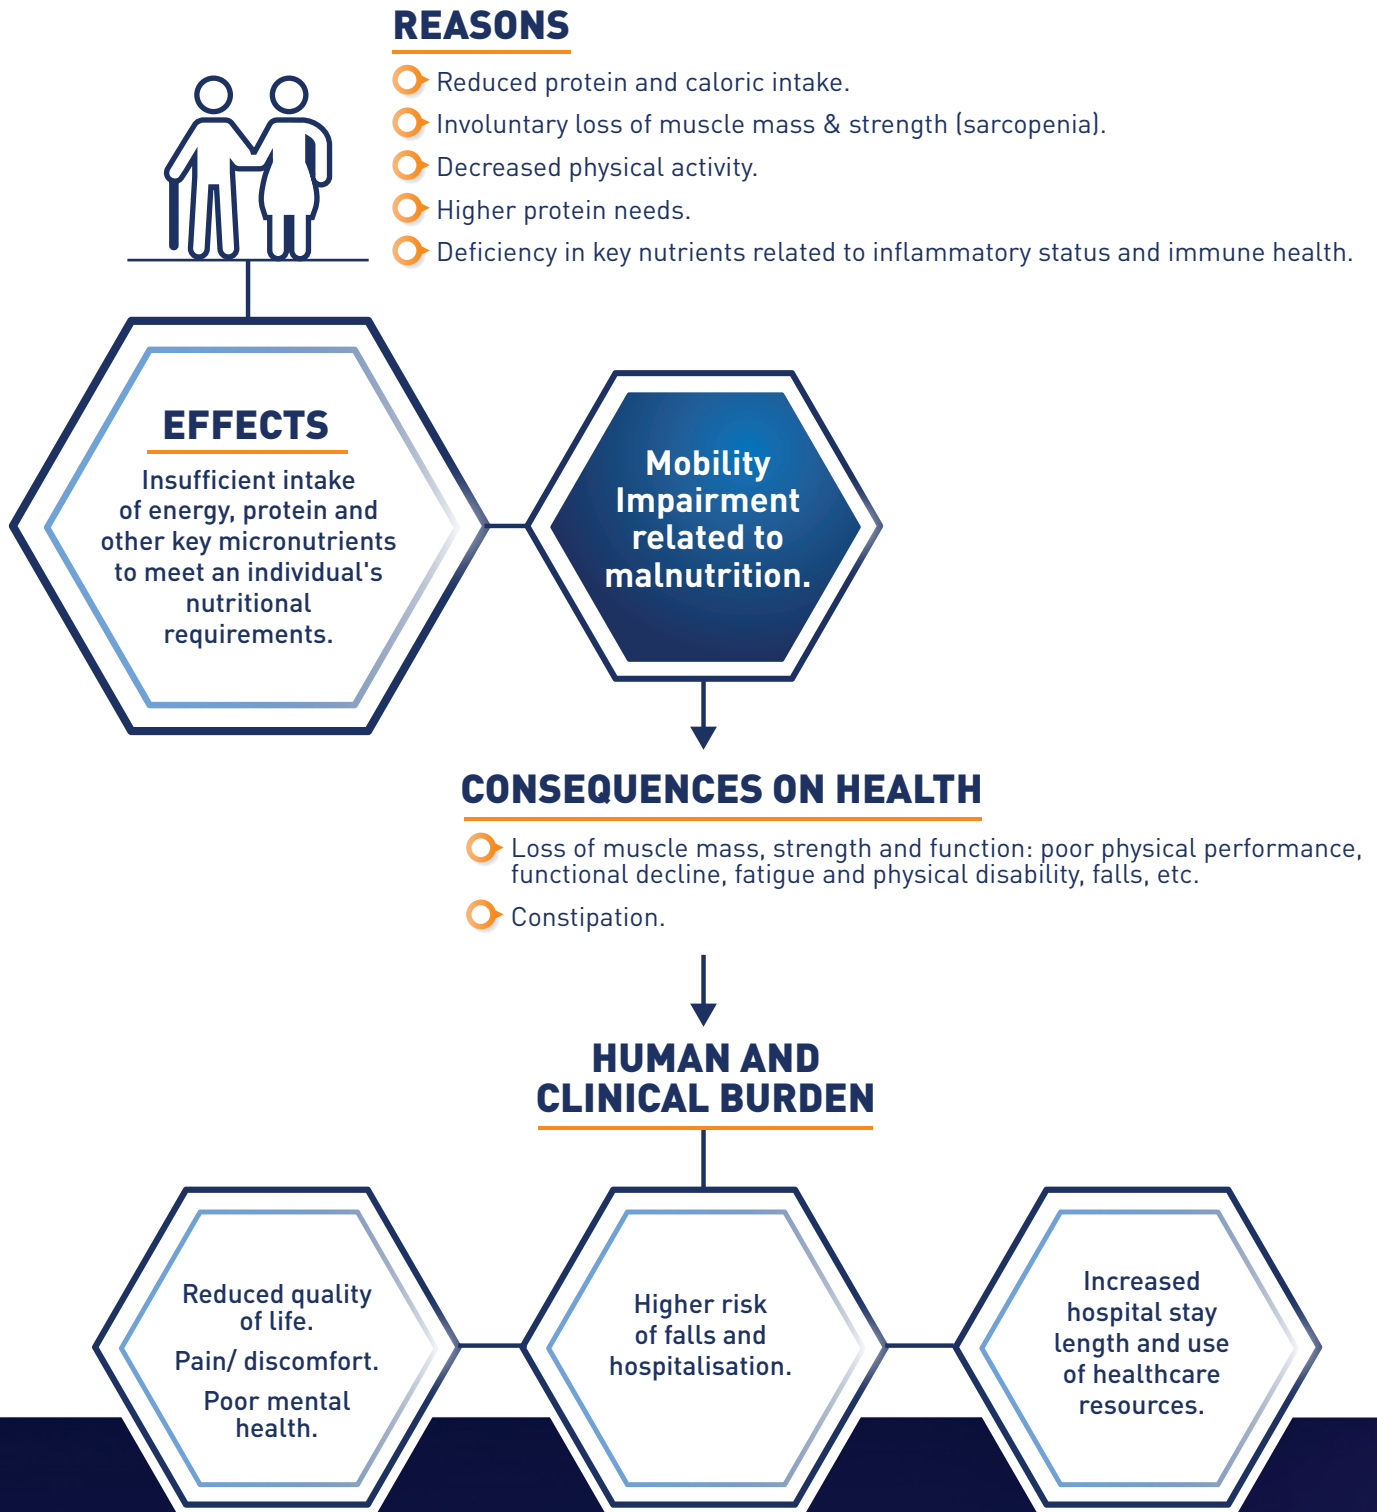 REASONS
Reduced protein and caloric intake.
Involuntary loss of muscle mass & strength (sarcopenia).
Decreased physical activity.
Higher protein needs.
Deficiency in key nutrients related to inflammatory status and immune health.
EFFECTS
Insufficient intake
of energy, protein and
other key micronutrients
to meet an individual's
nutritional
requirements.
Mobility
Impairment
related to
malnutrition.
CONSEQUENCES ON HEALTH
Loss of muscle mass, strength and function: poor physical performance,
functional decline, fatigue and physical disability, falls, etc.
Constipation.
HUMAN AND
CLINICAL BURDEN
Reduced quality
of life.
Pain/ discomfort.
Poor mental
health.
Higher risk
of falls and
hospitalisation.
Increased
hospital stay
length and use
of healthcare
resources.